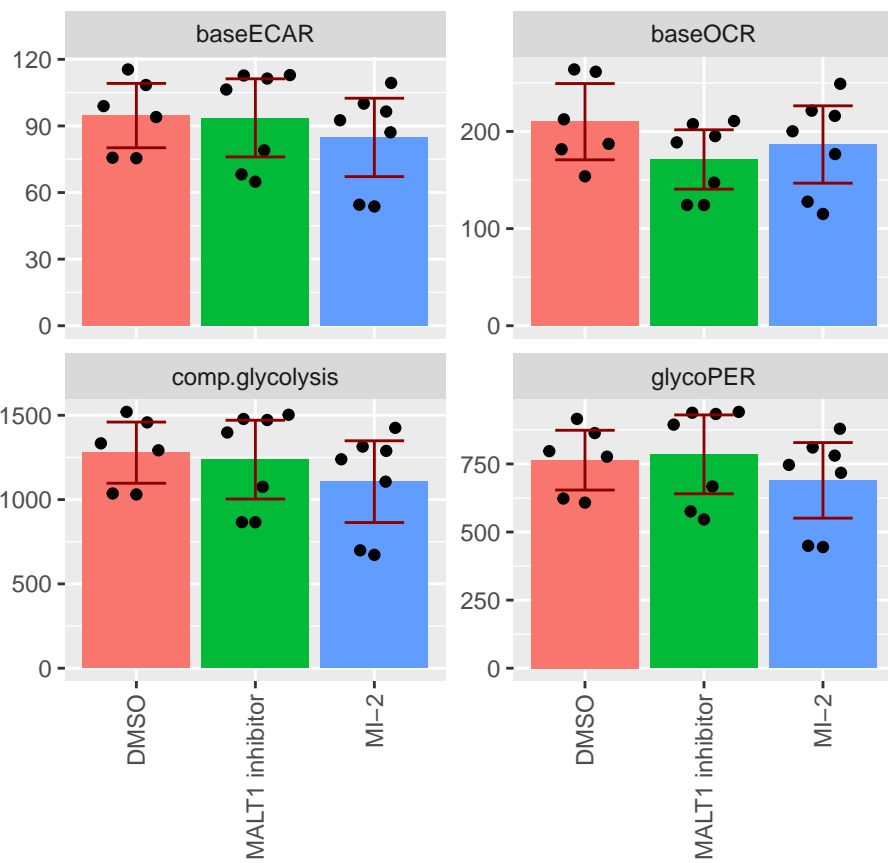 baseECAR
baseOCR
120
90
60
30
0
200
100
0
comp.glycolysis
glycoPER
1500
1000
500
0
750
500
250
0
DMSO
MALT1 inhibitor
MI−2
DMSO
MALT1 inhibitor
MI−2